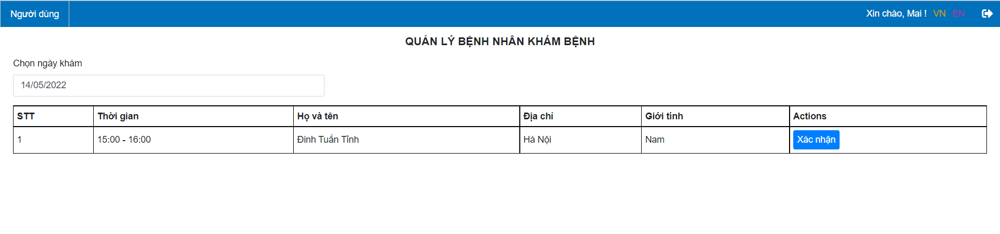 Người dùng Xin chào, Mai ! VN EN
QUẢN LÝ BỆNH NHÂN KHÁM BỆNH
Chọn ngày khám
14/05/2022
STT Thời gian Họ và tên Địa chỉ Giới tính Actions
1 15:00 - 16:00 Đinh Tuấn Tỉnh Hà Nội Nam Xác nhận